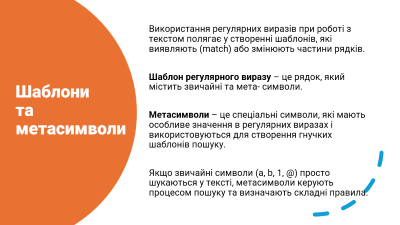 Шаблони
та
метасимволи
Використання регулярних виразів при роботі з
текстом полягає у створенні шаблонів, які
виявляють (match) або змінюють частини рядків.
Шаблон регулярного виразу – це рядок, який
містить звичайні та мета- символи.
Метасимволи – це спеціальні символи, які мають
особливе значення в регулярних виразах і
використовуються для створення гнучких
шаблонів пошуку.
Якщо звичайні символи (a, b, 1, @) просто
шукаються у тексті, метасимволи керують
процесом пошуку та визначають складні правила.